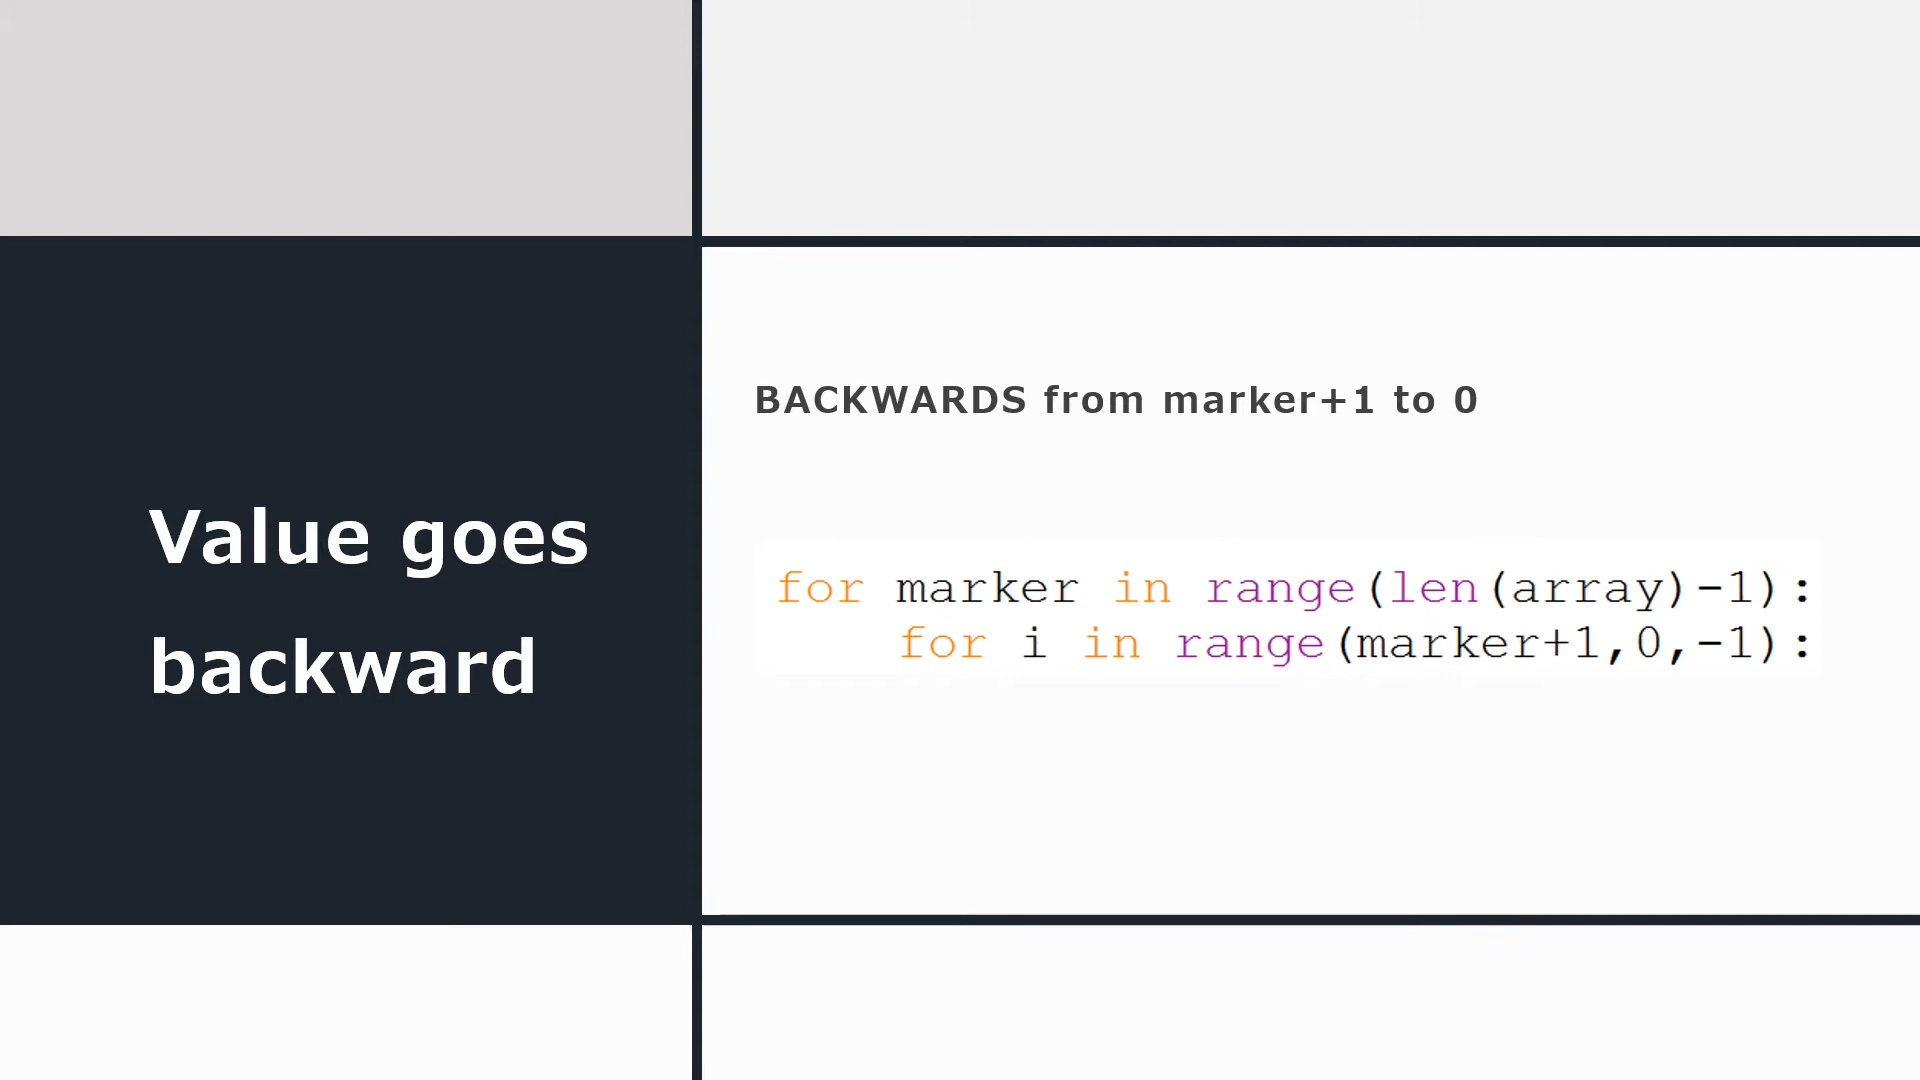 Value goes
backward
BACKWARDS from marker+1 to 0
for marker in range(len(array)-1):
    for i in range(marker+1,0,-1):